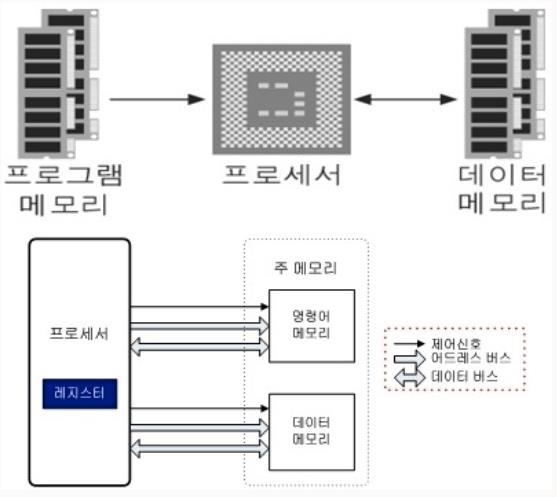 프로그램
메모리
프로세서
데이터
메모리
주 메모리
프로세서
레지스터
명령어
메모리
데이터
메모리
제어신호
어드레스 버스
데이터 버스